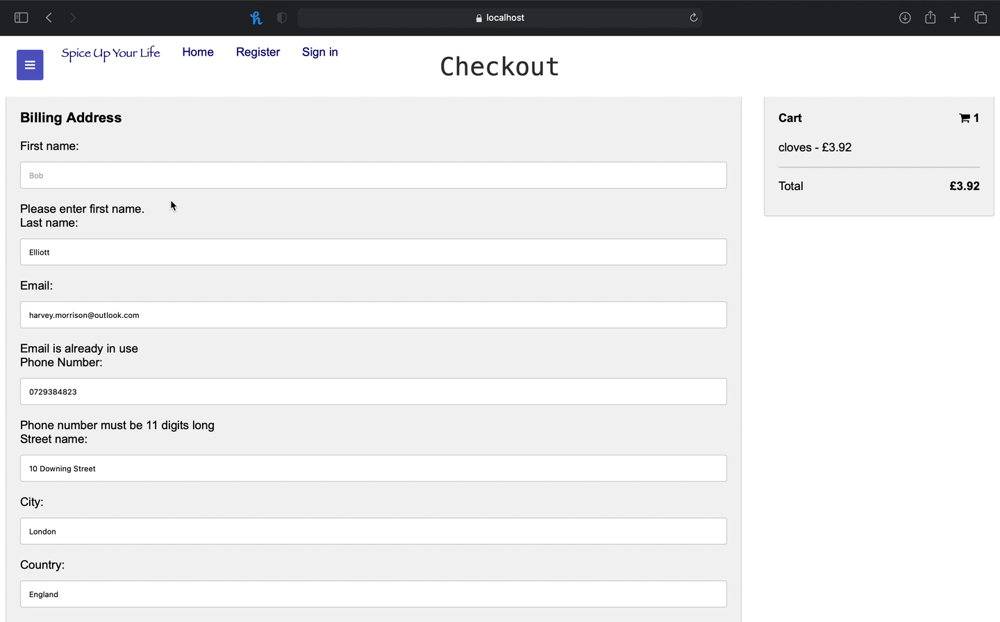 localhost
Spice Up Your Life Home Register Sign in
Checkout
Billing Address
First name:
Bob
Please enter first name.
Last name:
Elliott
Email:
harvey.morrison@outlook.com
Email is already in use
Phone Number:
0729384823
Phone number must be 11 digits long
Street name:
10 Downing Street
City:
London
Country:
England
Cart 1
cloves - £3.92
Total £3.92